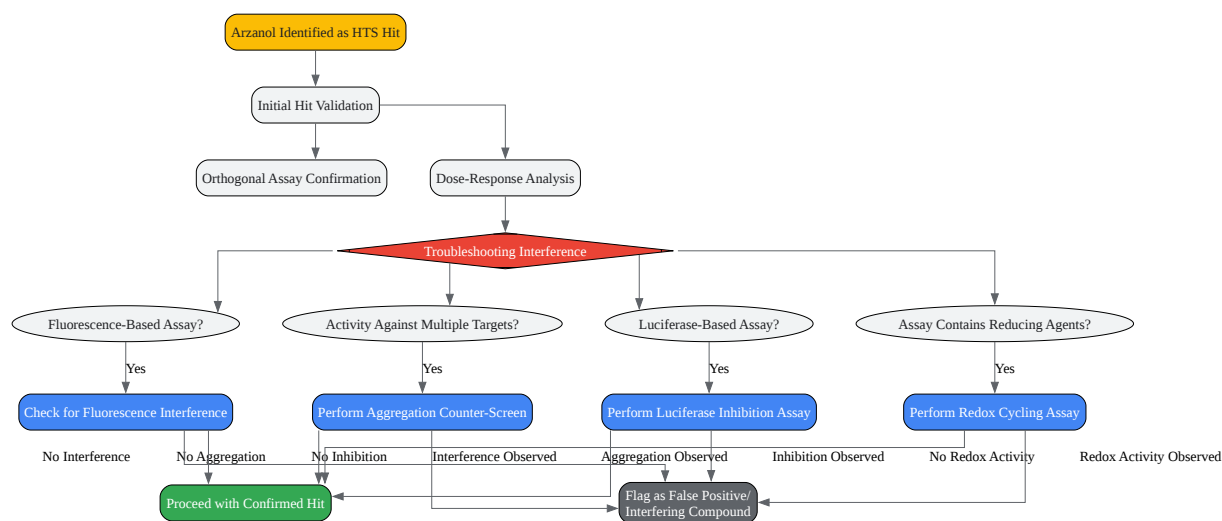 Arzanol Identified as HTS Hit
Initial Hit Validation
Orthogonal Assay Confirmation
Dose-Response Analysis
Troubleshooting Interference
Fluorescence-Based Assay?
Activity Against Multiple Targets?
Luciferase-Based Assay?
Assay Contains Reducing Agents?
Yes
Yes
Yes
Yes
Check for Fluorescence Interference
Perform Aggregation Counter-Screen
Perform Luciferase Inhibition Assay
Perform Redox Cycling Assay
No Interference
No Aggregation
No Inhibition
Interference Observed
Aggregation Observed
Inhibition Observed
No Redox Activity
Redox Activity Observed
Proceed with Confirmed Hit
Flag as False Positive/
Interfering Compound